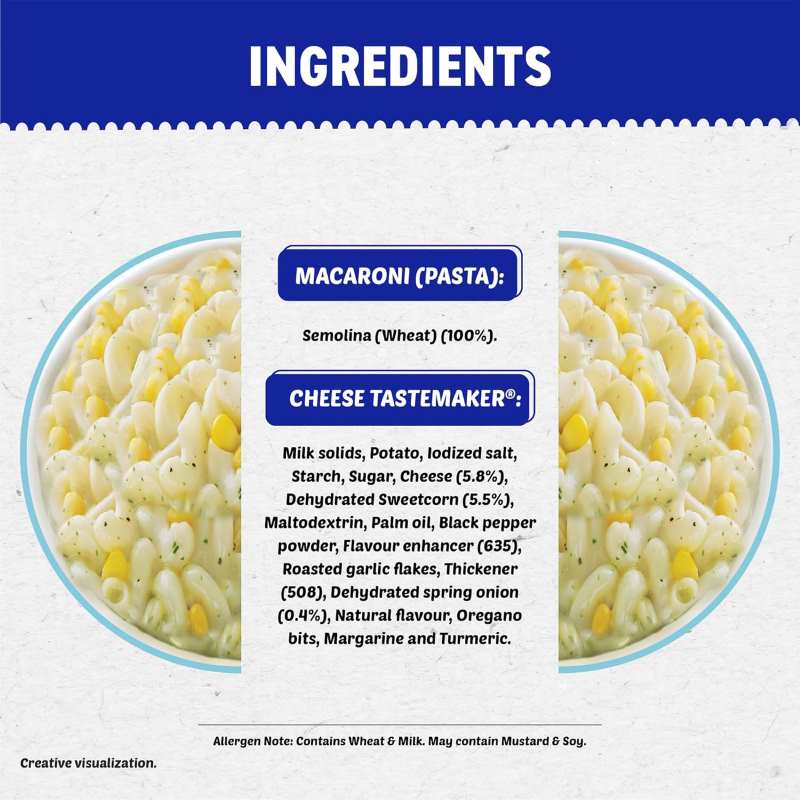 INGREDIENTS
MACARONI (PASTA):
Semolina (Wheat) (100%).
CHEESE TASTEMAKER®:
Milk solids, Potato, Iodized salt,
Starch, Sugar, Cheese (5.8%),
Dehydrated Sweetcorn (5.5%),
Maltodextrin, Palm oil, Black pepper
powder, Flavour enhancer (635),
Roasted garlic flakes, Thickener
(508), Dehydrated spring onion
(0.4%), Natural flavour, Oregano
bits, Margarine and Turmeric.
Allergen Note: Contains Wheat & Milk. May contain Mustard & Soy.
Creative visualization.